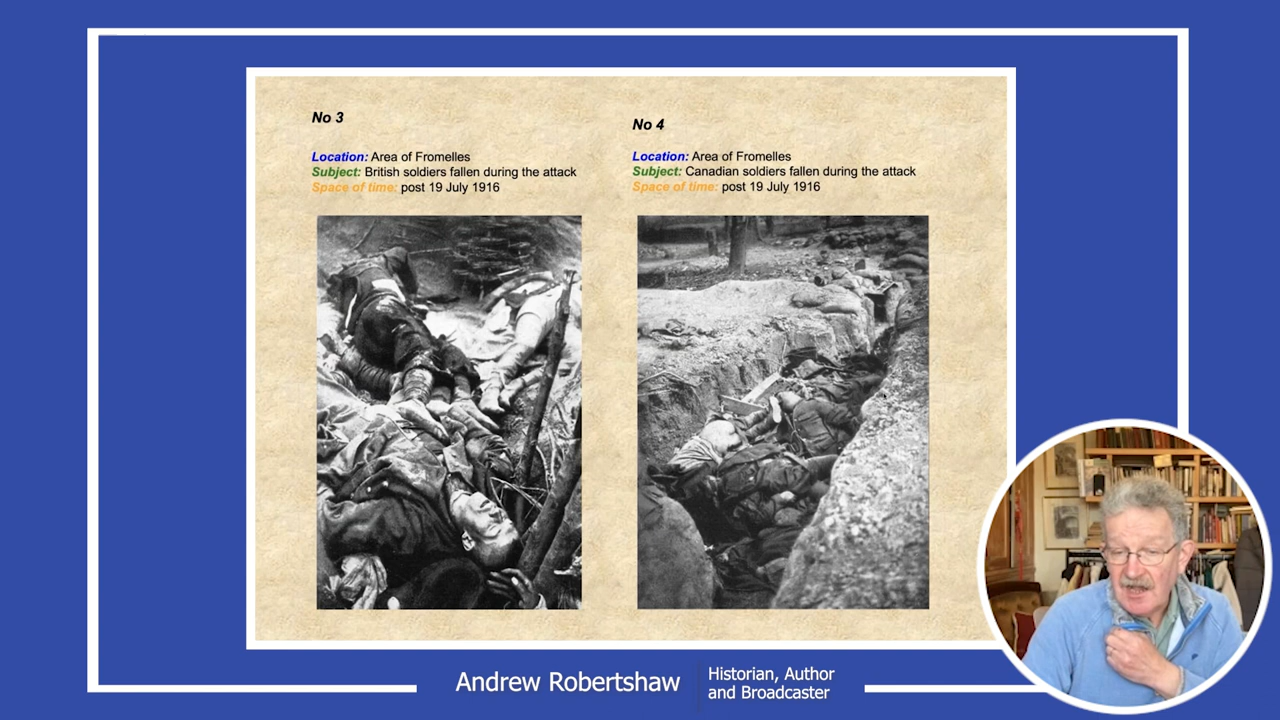 No 3
Location: Area of Fromelles
Subject: British soldiers fallen during the attack
Space of time: post 19 July 1916
No 4
Location: Area of Fromelles
Subject: Canadian soldiers fallen during the attack
Space of time: post 19 July 1916
Andrew Robertshaw
Historian, Author
and Broadcaster